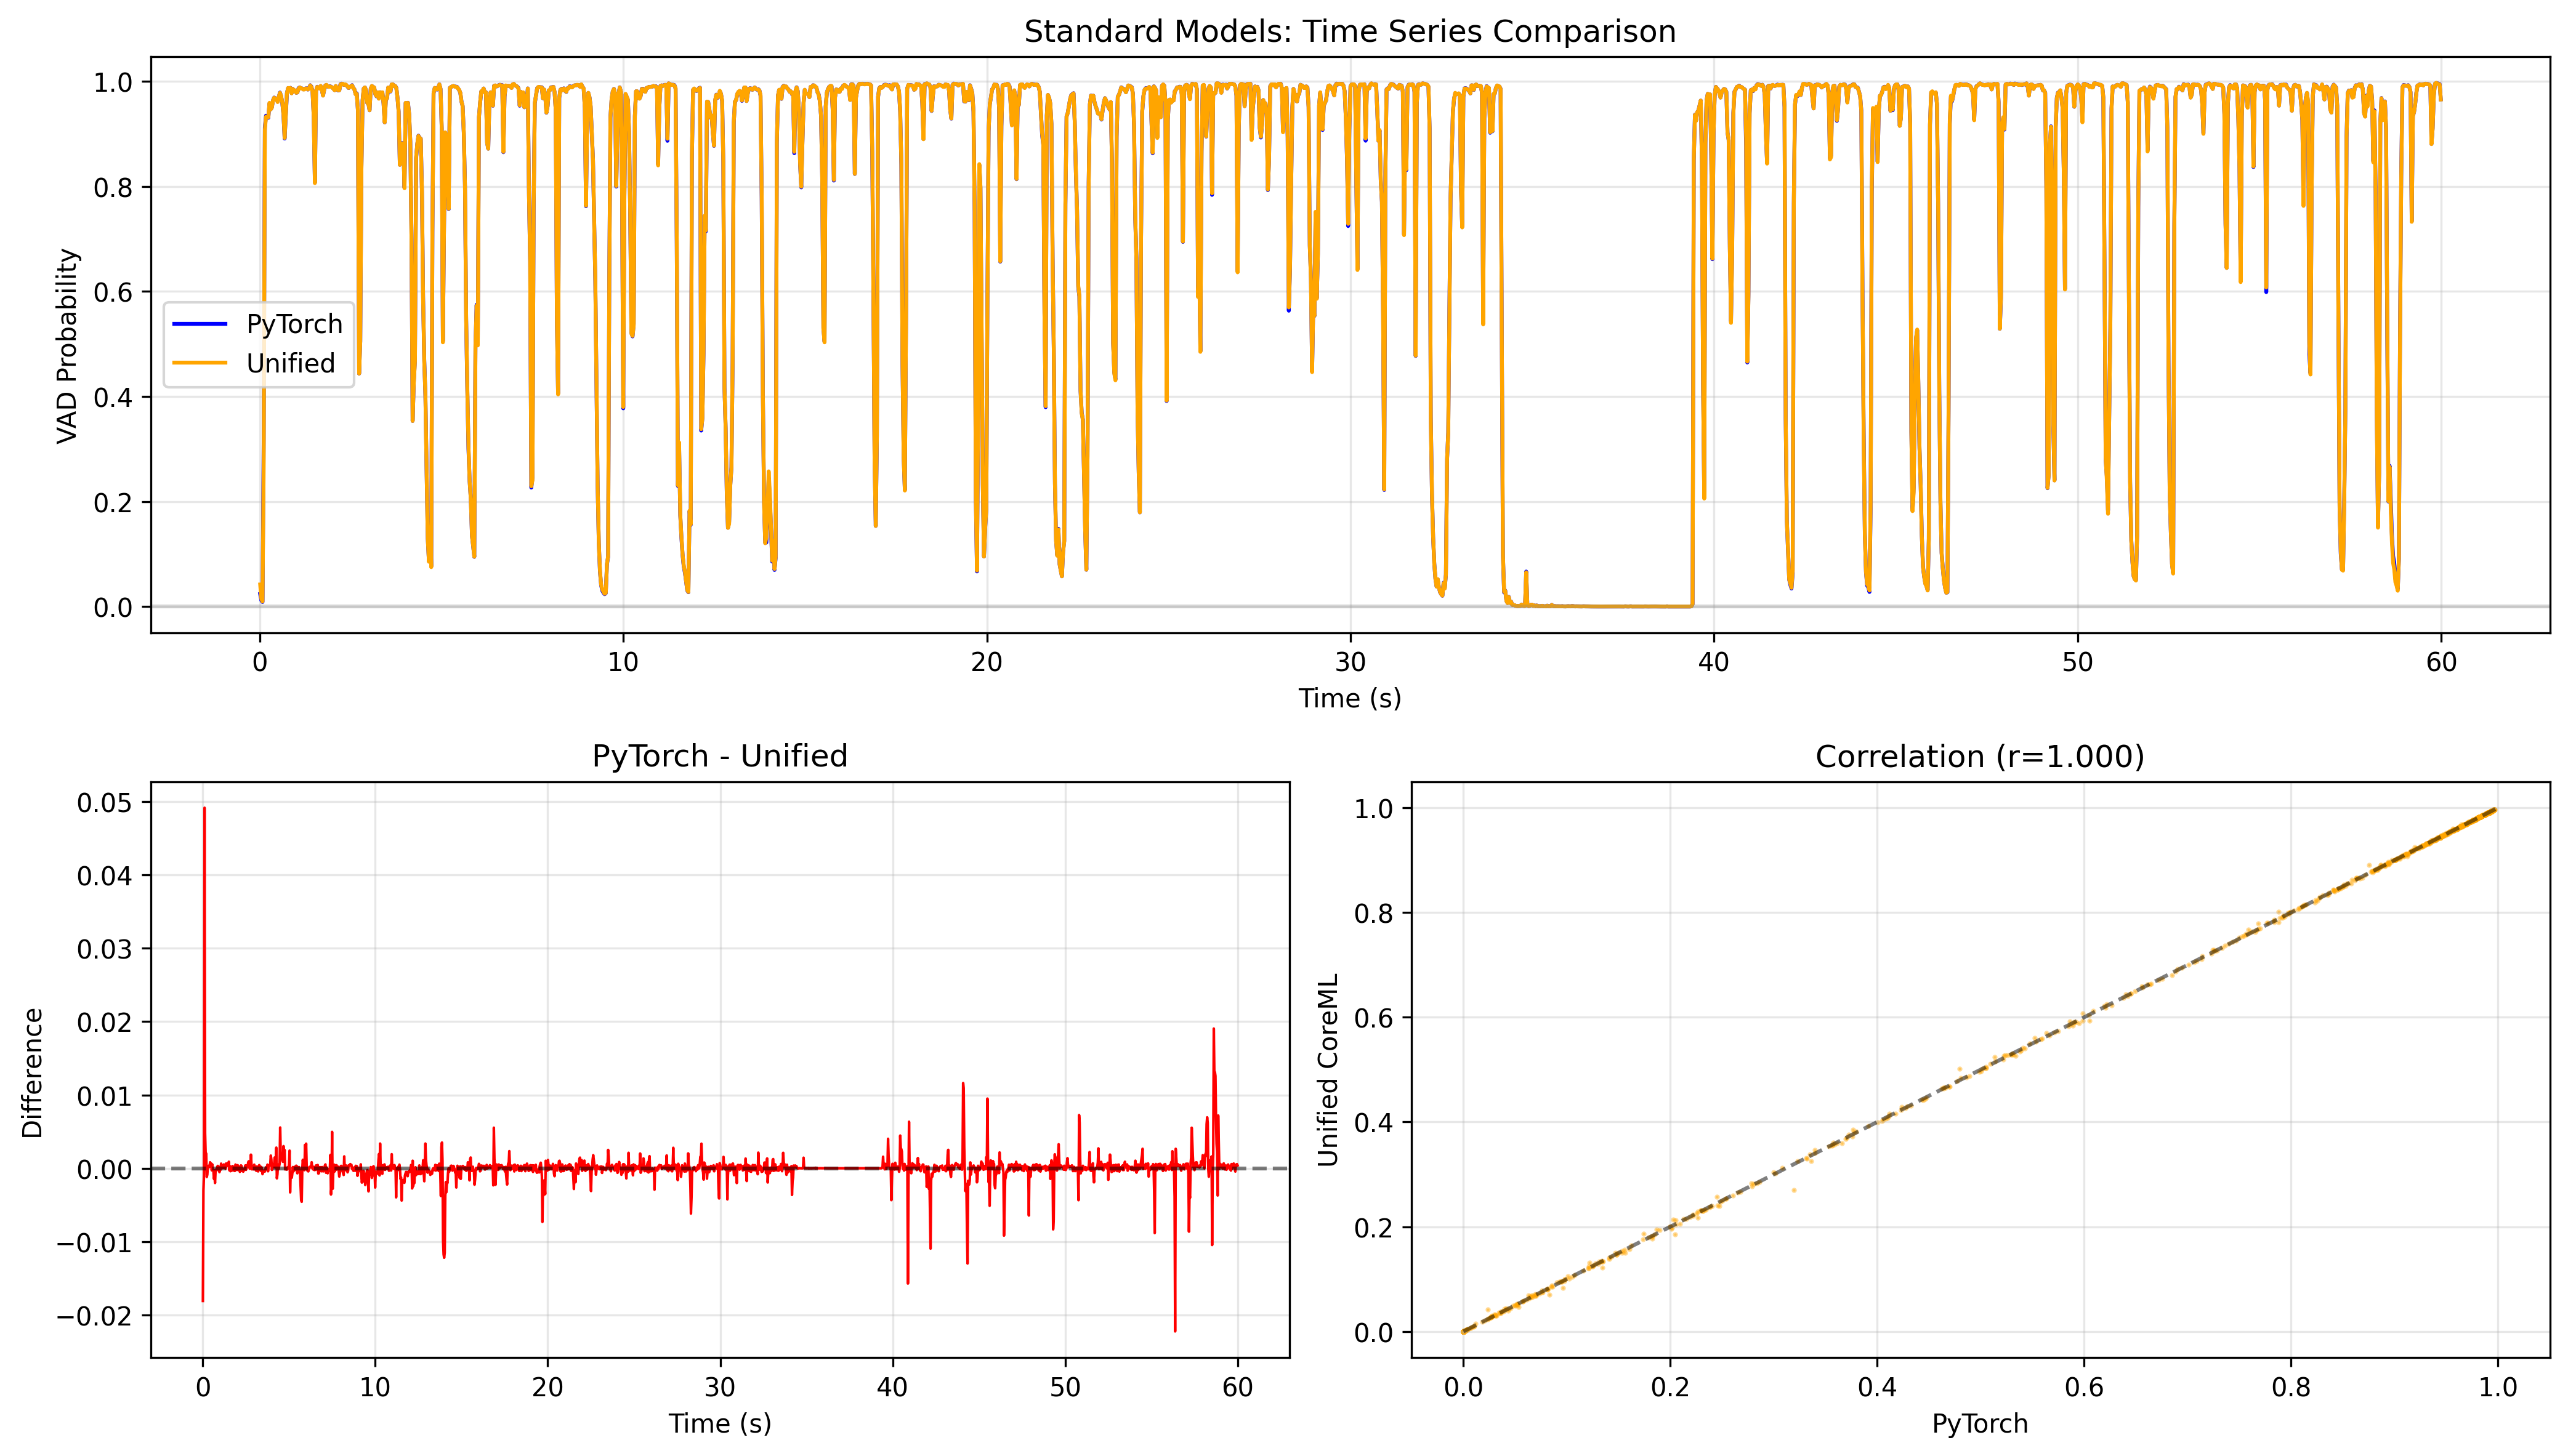 Standard Models: Time Series Comparison
VAD Probability
1.0
0.8
0.6
0.4
0.2
0.0
PyTorch
Unified
0 10 20 30 40 50 60
Time (s)
PyTorch - Unified
Difference
0.05
0.04
0.03
0.02
0.01
0.00
−0.01
−0.02
0 10 20 30 40 50 60
Time (s)
Correlation (r=1.000)
Unified CoreML
1.0
0.8
0.6
0.4
0.2
0.0
0.0 0.2 0.4 0.6 0.8 1.0
PyTorch